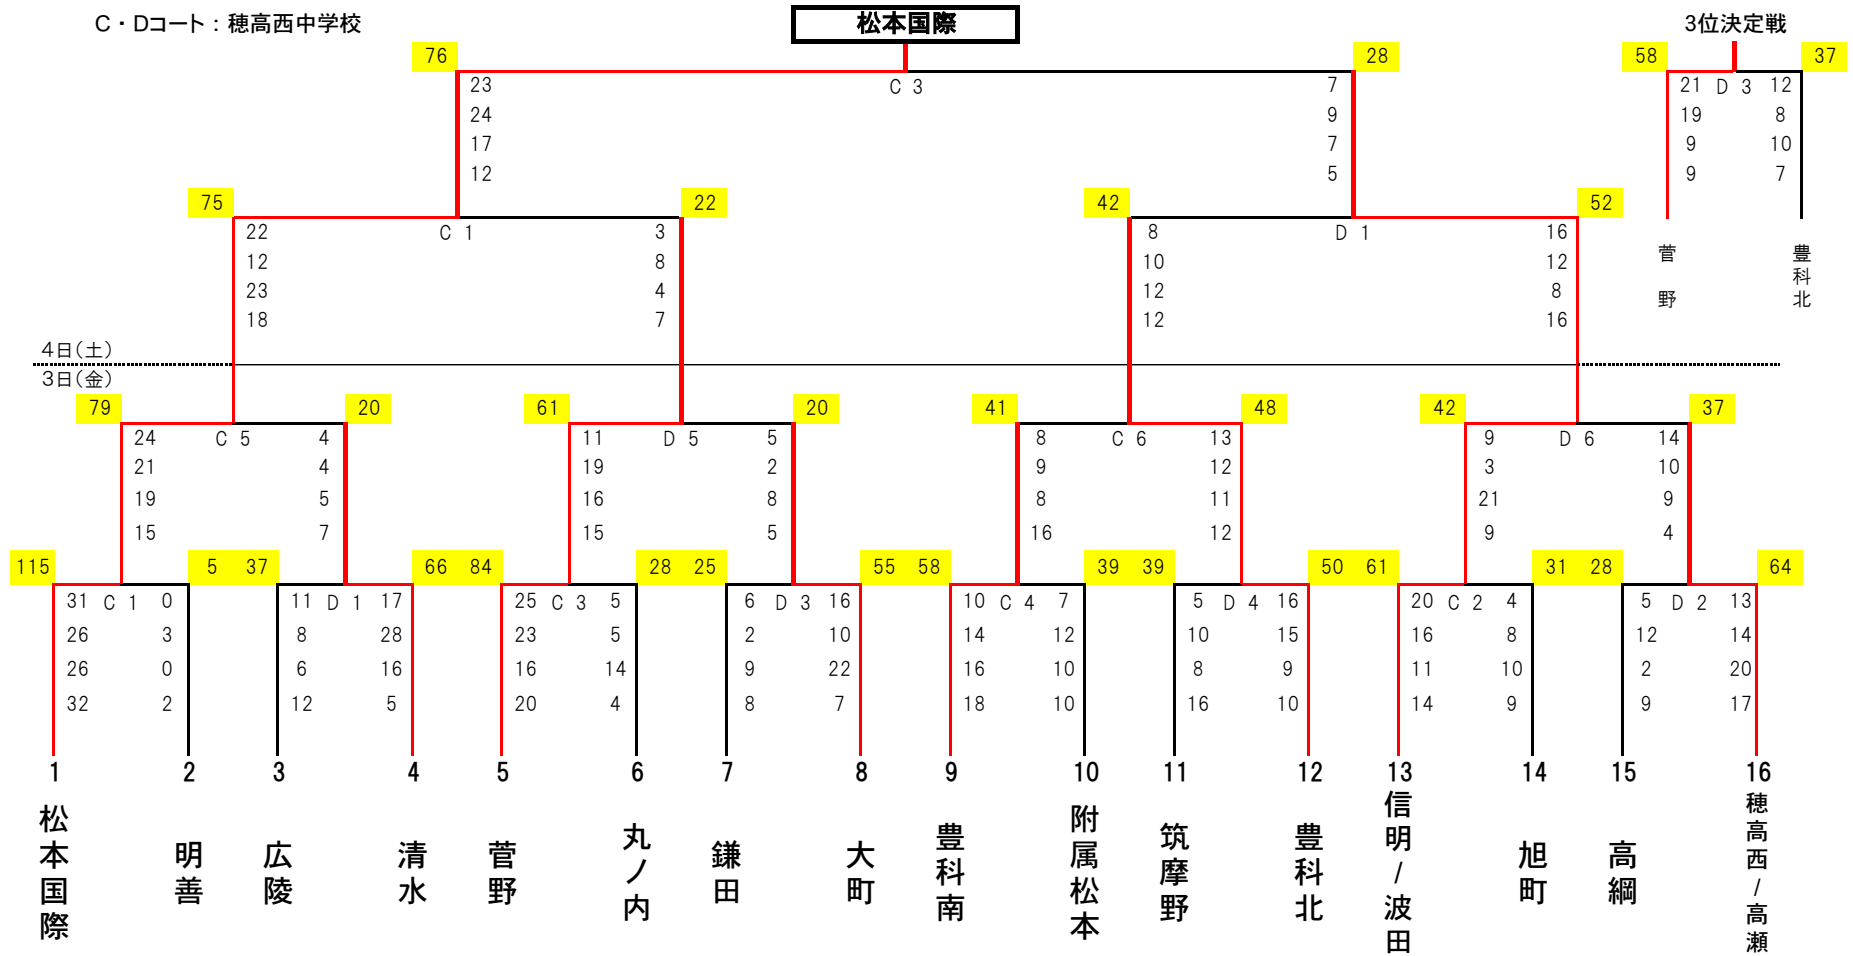 C・Dコート：穂高西中学校
松本国際
3位決定戦
76 28 58 37
23 C 3 7 21 D 3 12
24 9 19 8
17 7 9 10
12 5 9 7
75 22 42 52
22 C 1 3 8 D 1 16
12 8 10 12
23 4 12 8
18 7 12 16
菅野
豊科北
4日(土)
3日(金)
79 20 61 20 41 48 42 37
24 C 5 4 11 D 5 5 8 C 6 13 9 D 6 14
21 4 19 2 9 12 3 10
19 5 16 8 8 11 21 9
15 7 15 5 16 12 9 4
115 5 37 66 84 28 25 55 58 39 39 50 61 31 28 64
31 C 1 0 11 D 1 17 25 C 3 5 6 D 3 16 10 C 4 7 5 D 4 16 20 C 2 4 5 D 2 13
26 3 8 28 23 5 2 10 14 12 10 15 16 8 12 14
26 0 6 16 16 14 9 22 16 10 8 9 11 10 2 20
32 2 12 5 20 4 8 7 18 10 16 10 14 9 9 17
1 2 3 4 5 6 7 8 9 10 11 12 13 14 15 16
松本国際
明善
広陵
清水
菅野
丸ノ内
鎌田
大町
豊科南
附属松本
筑摩野
豊科北
信明/波田
旭町
高綱
穂高西/高瀬